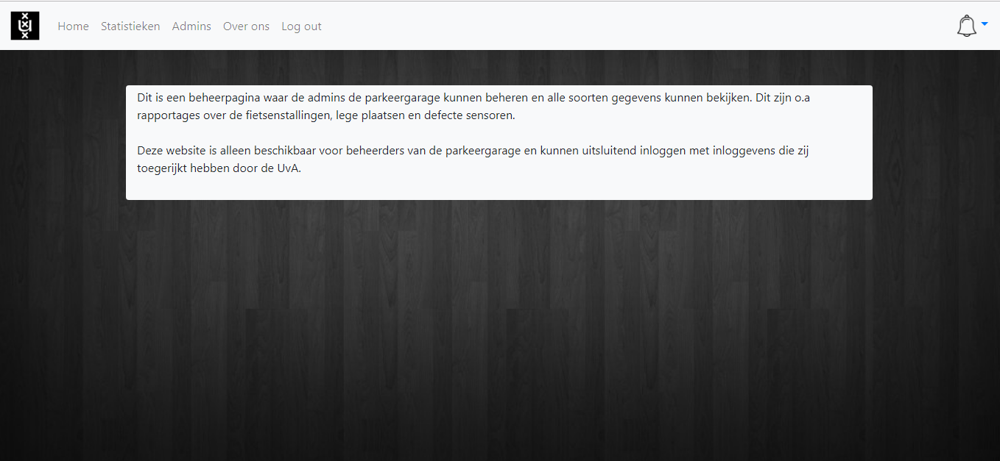 Home Statistieken Admins Over ons Log out
Dit is een beheerpagina waar de admins de parkeergarage kunnen beheren en alle soorten gegevens kunnen bekijken. Dit zijn o.a
rapportages over de fietsenstallingen, lege plaatsen en defecte sensoren.
Deze website is alleen beschikbaar voor beheerders van de parkeergarage en kunnen uitsluitend inloggen met inloggevens die zij
toegerijkt hebben door de UvA.